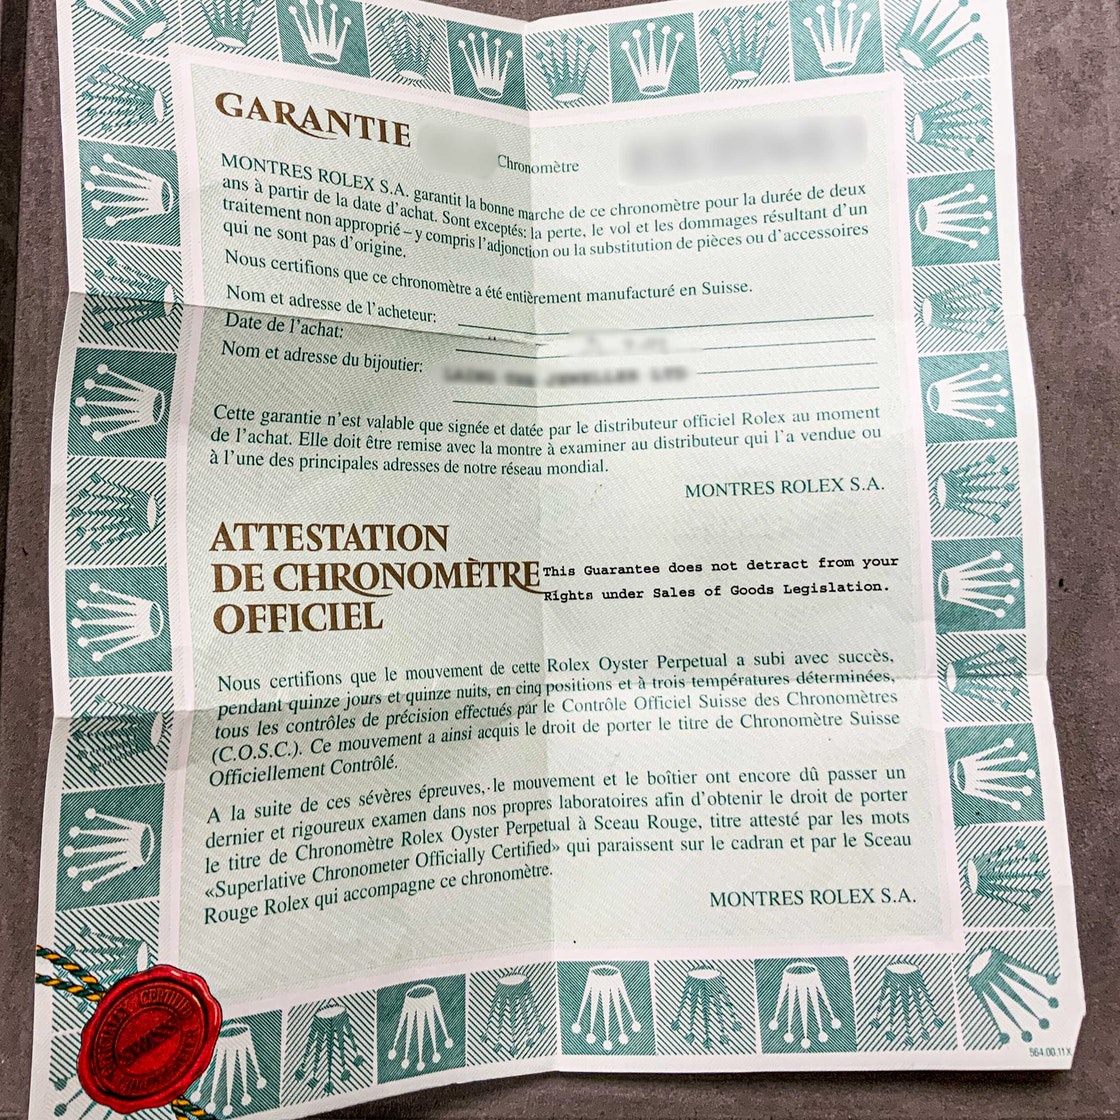 GARANTIE
Chronomètre
MONTRES ROLEX S.A. garantit la bonne marche de ce chronomètre pour la durée de deux
ans à partir de la date d’achat. Sont exceptés: la perte, le vol et les dommages résultant d’un
traitement non approprié – y compris l’adjonction ou la substitution de pièces ou d’accessoires
qui ne sont pas d’origine.
Nous certifions que ce chronomètre a été entièrement manufacturé en Suisse.
Nom et adresse de l’acheteur:
Date de l’achat:
Nom et adresse du bijoutier:
Cette garantie n’est valable que signée et datée par le distributeur officiel Rolex au moment
de l’achat. Elle doit être remise avec la montre à examiner au distributeur qui l’a vendue ou
à l’une des principales adresses de notre réseau mondial.
MONTRES ROLEX S.A.
ATTESTATION
DE CHRONOMÈTRE
OFFICIEL
This Guarantee does not detract from your
Rights under Sales of Goods Legislation.
Nous certifions que le mouvement de cette Rolex Oyster Perpetual a subi avec succès,
pendant quinze jours et quinze nuits, en cinq positions et à trois températures déterminées,
tous les contrôles de précision effectués par le Contrôle Officiel Suisse des Chronomètres
(C.O.S.C.). Ce mouvement a ainsi acquis le droit de porter le titre de Chronomètre Suisse
Officiellement Contrôlé.
A la suite de ces sévères épreuves, le mouvement et le boîtier ont encore dû passer un
dernier et rigoureux examen dans nos propres laboratoires afin d’obtenir le droit de porter
le titre de Chronomètre Rolex Oyster Perpetual à Sceau Rouge, titre attesté par les mots
«Superlative Chronometer Officially Certified» qui paraissent sur le cadran et par le Sceau
Rouge Rolex qui accompagne ce chronomètre.
MONTRES ROLEX S.A.
564.00.11X